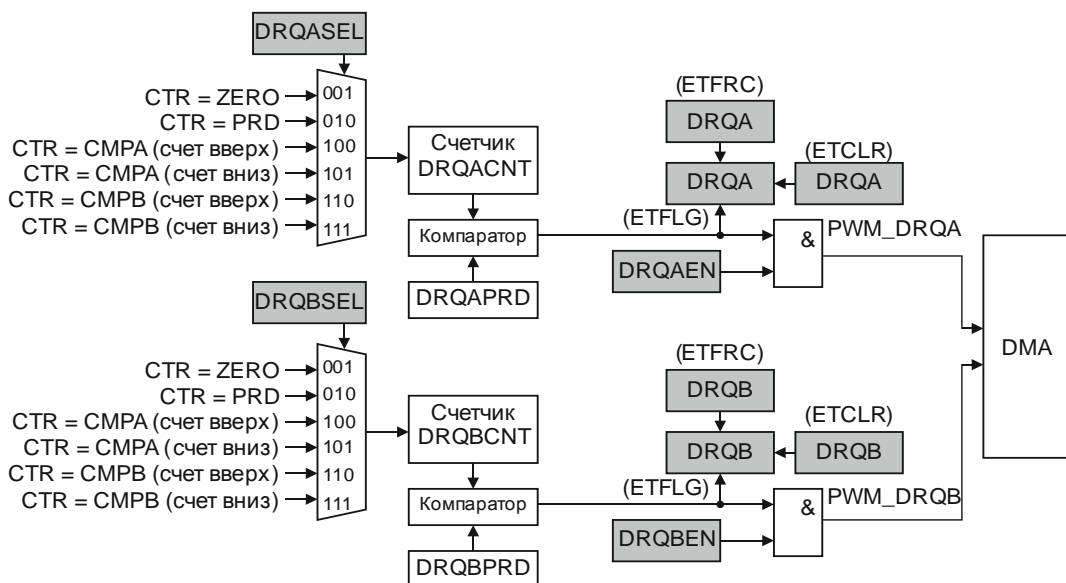 DRQASEL
CTR = ZERO
001
CTR = PRD
010
CTR = CMPA (счет вверх)
100
CTR = CMPA (счет вниз)
101
CTR = CMPB (счет вверх)
110
CTR = CMPB (счет вниз)
111
Счетчик
DRQACNT
Компаратор
DRQAPRD
(ETFRC)
DRQA
(ETCLR)
DRQA
DRQA
(ETFLG)
DRQAEN
&
PWM_DRQA
DMA
DRQBSEL
CTR = ZERO
001
CTR = PRD
010
CTR = CMPA (счет вверх)
100
CTR = CMPA (счет вниз)
101
CTR = CMPB (счет вверх)
110
CTR = CMPB (счет вниз)
111
Счетчик
DRQBCNT
Компаратор
DRQBPRD
(ETFRC)
DRQB
(ETCLR)
DRQB
DRQB
(ETFLG)
DRQBEN
&
PWM_DRQB